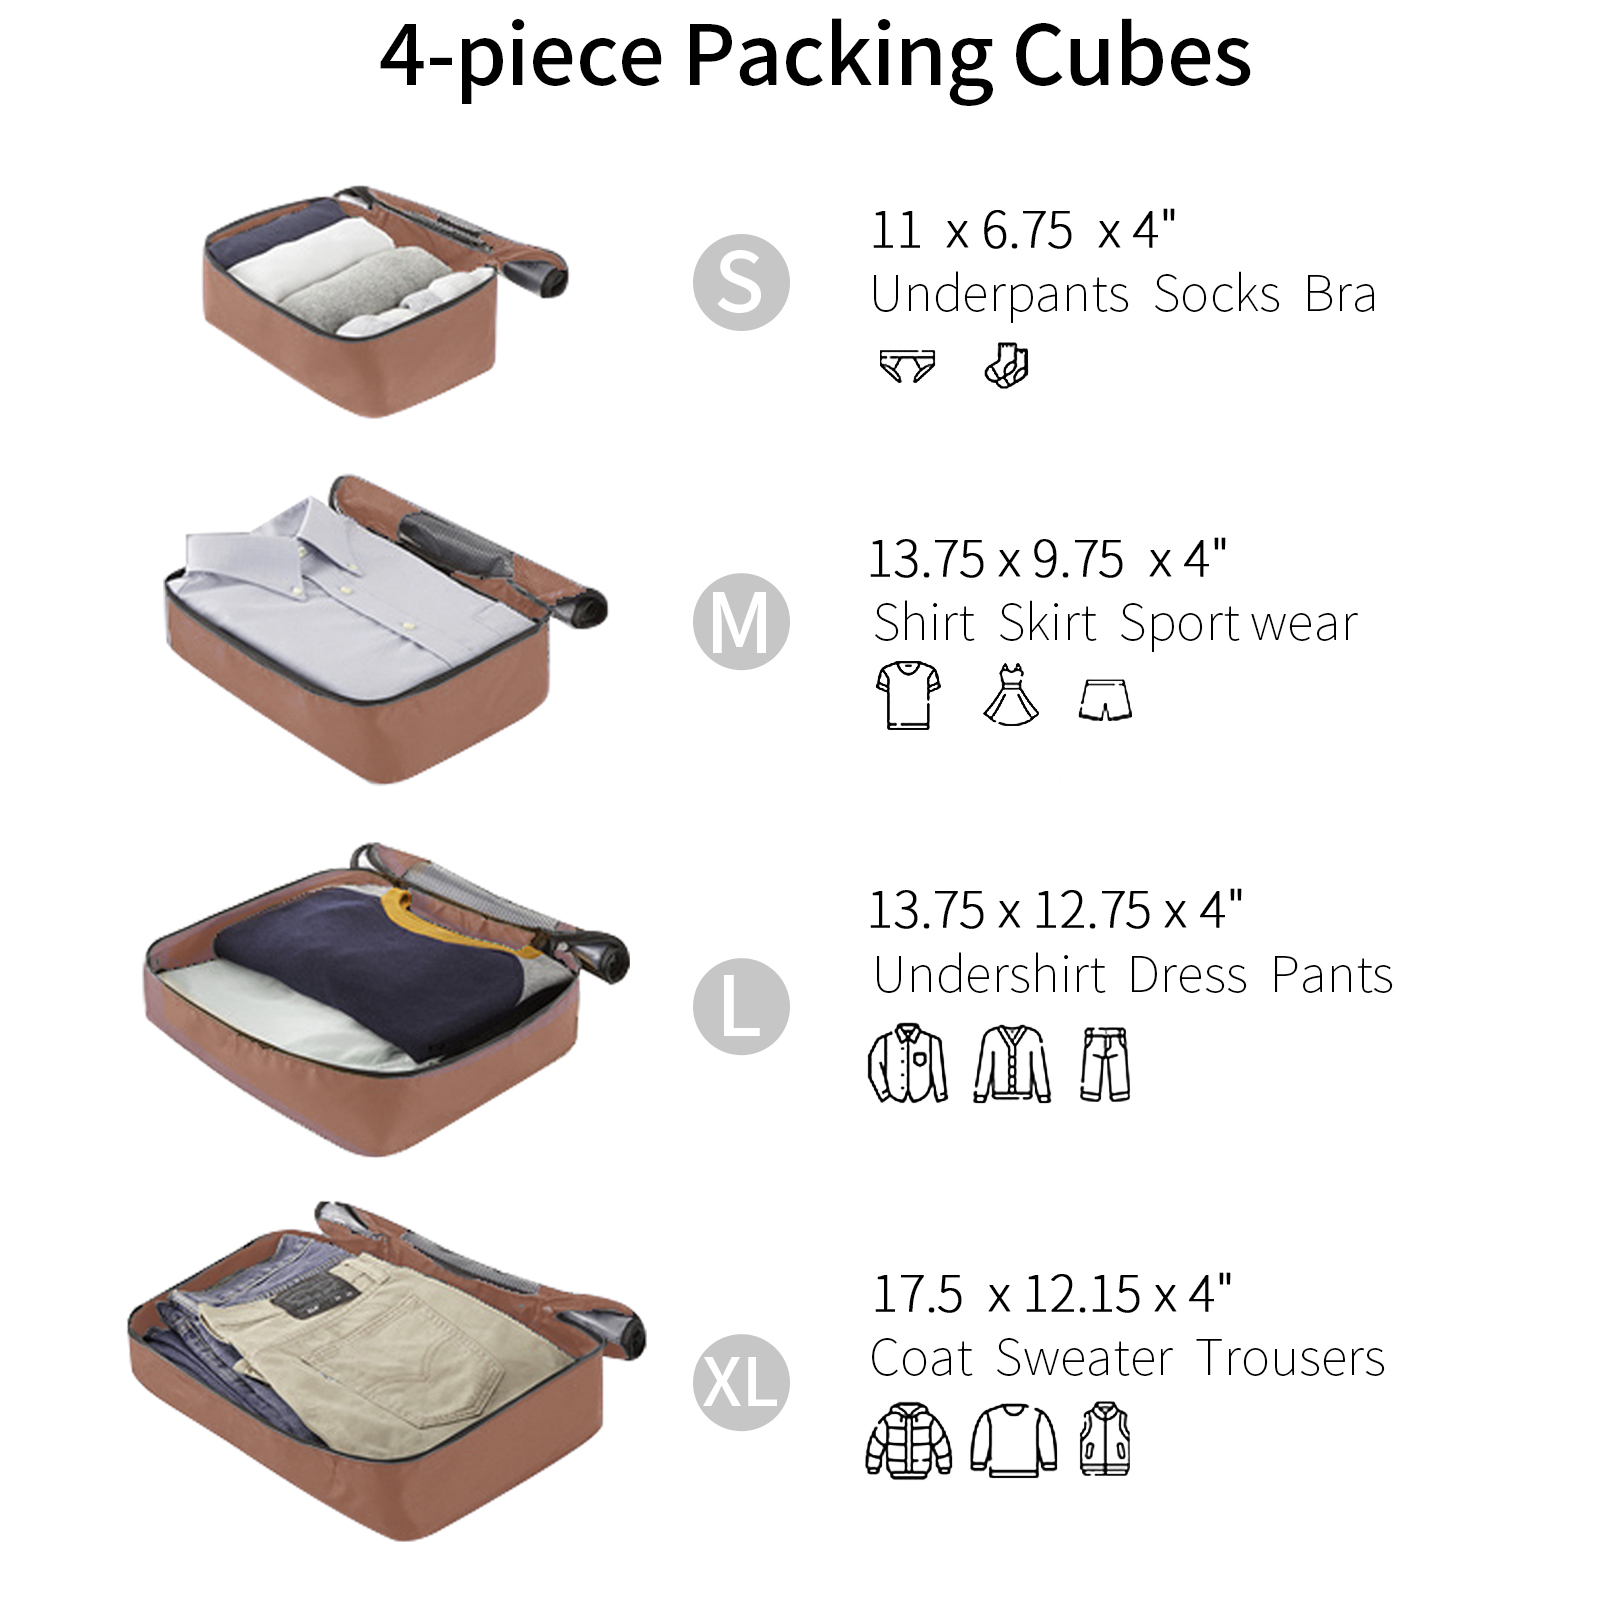 4-piece Packing Cubes
S
11 x 6.75 x 4"
Underpants Socks Bra
M
13.75 x 9.75 x 4"
Shirt Skirt Sport wear
L
13.75 x 12.75 x 4"
Undershirt Dress Pants
XL
17.5 x 12.15 x 4"
Coat Sweater Trousers